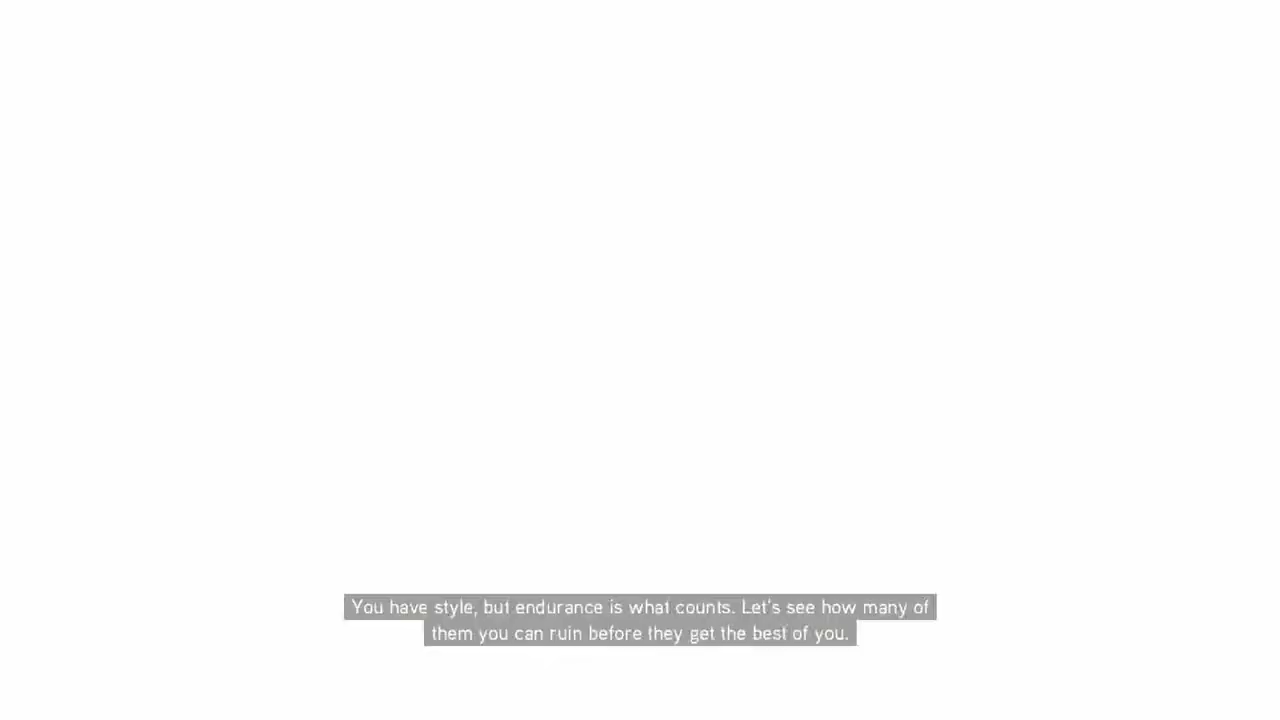 You have style, but endurance is what counts. Let's see how many of
them you can ruin before they get the best of you.